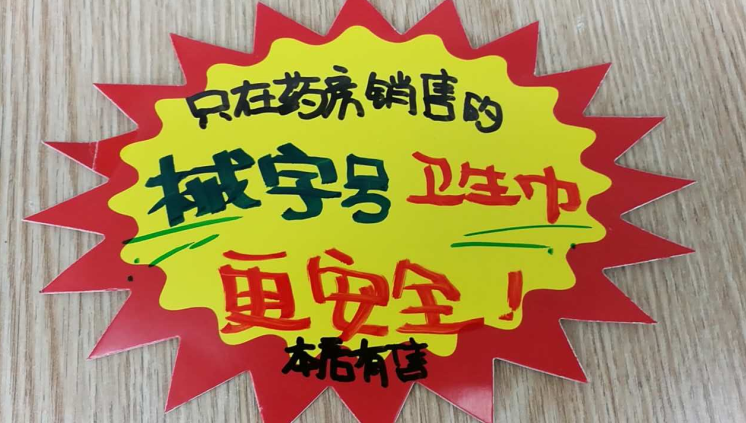 只在药房销售的
械字号 卫生巾
更安全！
本店有售